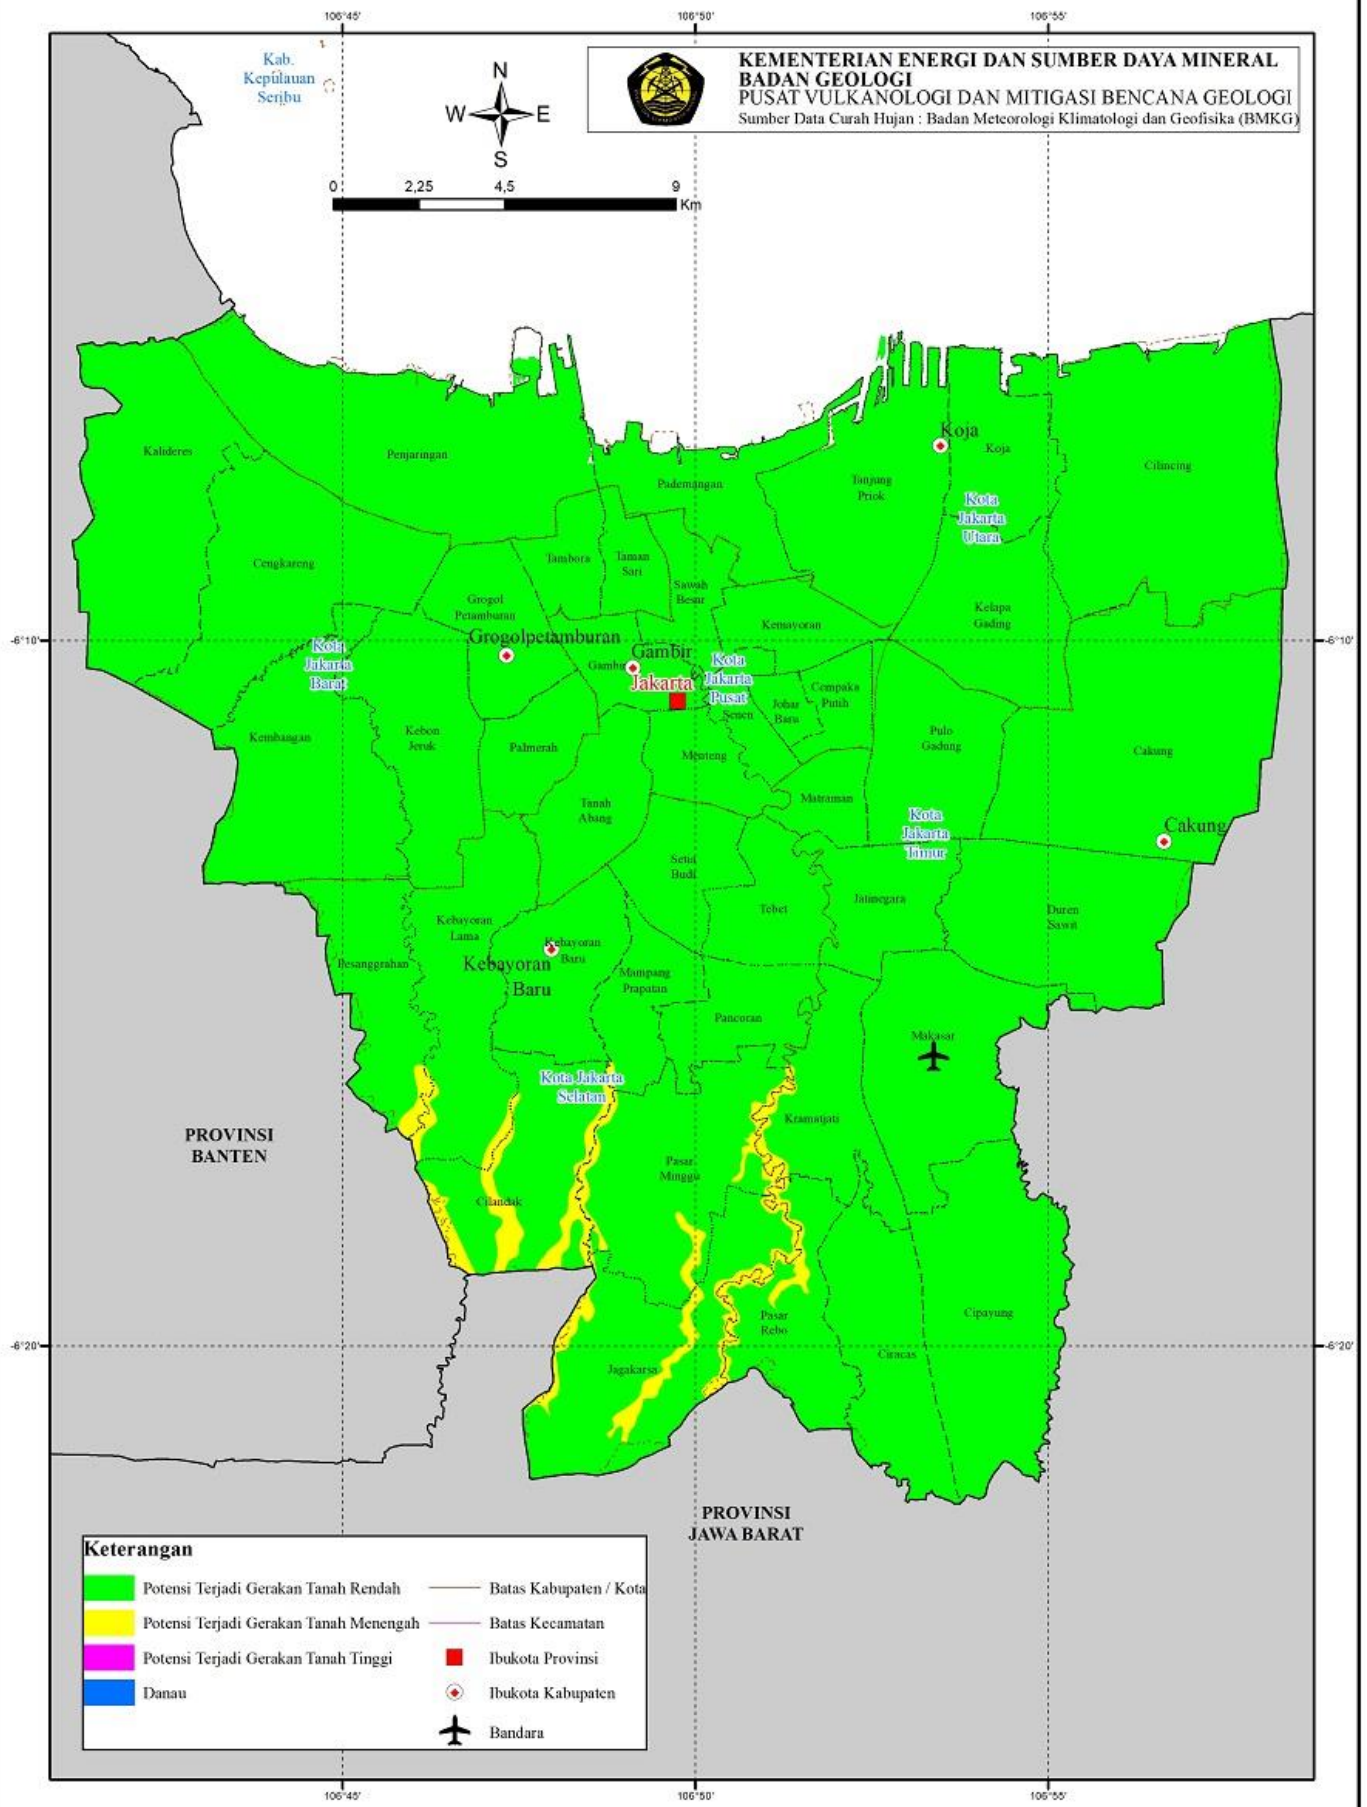 106°45'
106°50'
106°55'
Kab.
Kepulauan
Seribu
N
W
E
S
0
2,25
4,5
9
Km
KEMENTERIAN ENERGI DAN SUMBER DAYA MINERAL
BADAN GEOLOGI
PUSAT VULKANOLOGI DAN MITIGASI BENCANA GEOLOGI
Sumber Data Curah Hujan : Badan Meteorologi Klimatologi dan Geofisika (BMKG)
Kalideres
Penjaringan
Pademangan
Tanjung
Priok
Koja
Koja
Cilincing
Kota
Jakarta
Utara
Cengkareng
Tambora
Taman
Sari
Sawah
Besar
Grogol
Petamburan
Kemayoran
Kelapa
Gading
-6°10'
-6°10'
Grogolpetamburan
Gambir
Gambir
Jakarta
Kota
Jakarta
Barat
Kota
Jakarta
Pusat
Senen
Johar
Baru
Cempaka
Putih
Kembangan
Kebon
Jeruk
Palmerah
Menteng
Pulo
Gadung
Cakung
Tanah
Abang
Matraman
Kota
Jakarta
Timur
Cakung
Setia
Budi
Tebet
Jatinegara
Duren
Sawit
Kebayoran
Lama
Kebayoran
Baru
Kebayoran
Baru
Pesanggrahan
Mampang
Prapatan
Pancoran
Makasar
Kota Jakarta
Selatan
Kramatjati
PROVINSI
BANTEN
Pasar
Minggu
Cilandak
Pasar
Rebo
Cipayung
-6°20'
-6°20'
Jagakarsa
Ciracas
PROVINSI
JAWA BARAT
Keterangan
Potensi Terjadi Gerakan Tanah Rendah
Potensi Terjadi Gerakan Tanah Menengah
Potensi Terjadi Gerakan Tanah Tinggi
Danau
Batas Kabupaten / Kota
Batas Kecamatan
Ibukota Provinsi
Ibukota Kabupaten
Bandara
106°45'
106°50'
106°55'